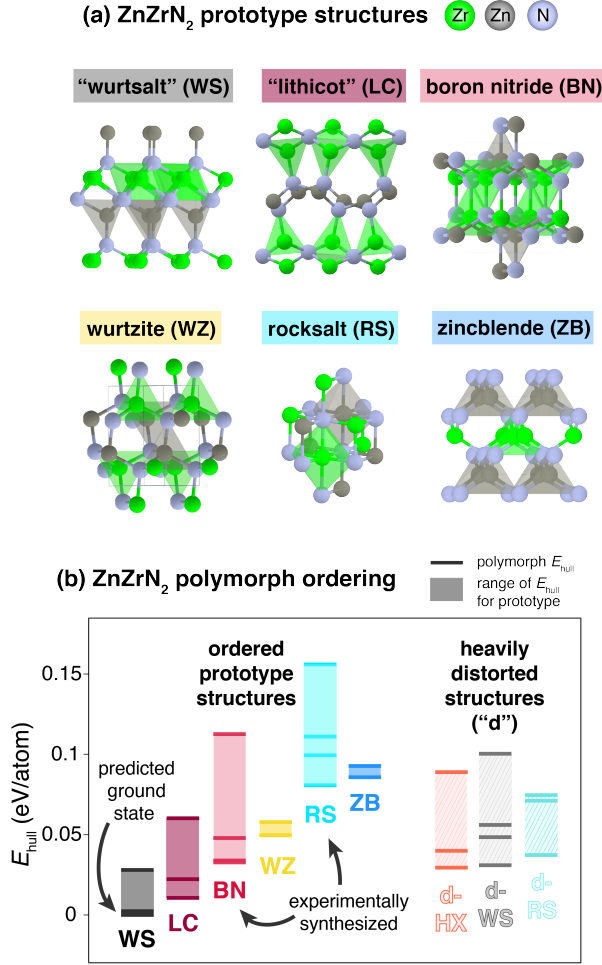 (a) ZnZrN2 prototype structures
Zr Zn N
"wurtsalt" (WS)
"lithicot" (LC)
boron nitride (BN)
wurtzite (WZ)
rocksalt (RS)
zincblende (ZB)
(b) ZnZrN2 polymorph ordering
polymorph Ehull
range of Ehull
for prototype
Ehull (eV/atom)
0.15
0.1
0.05
0
ordered
prototype
structures
heavily
distorted
structures
("d")
predicted
ground
state
experimentally
synthesized
WS
LC
BN
WZ
RS
ZB
d-
HX
d-
WS
d-
RS